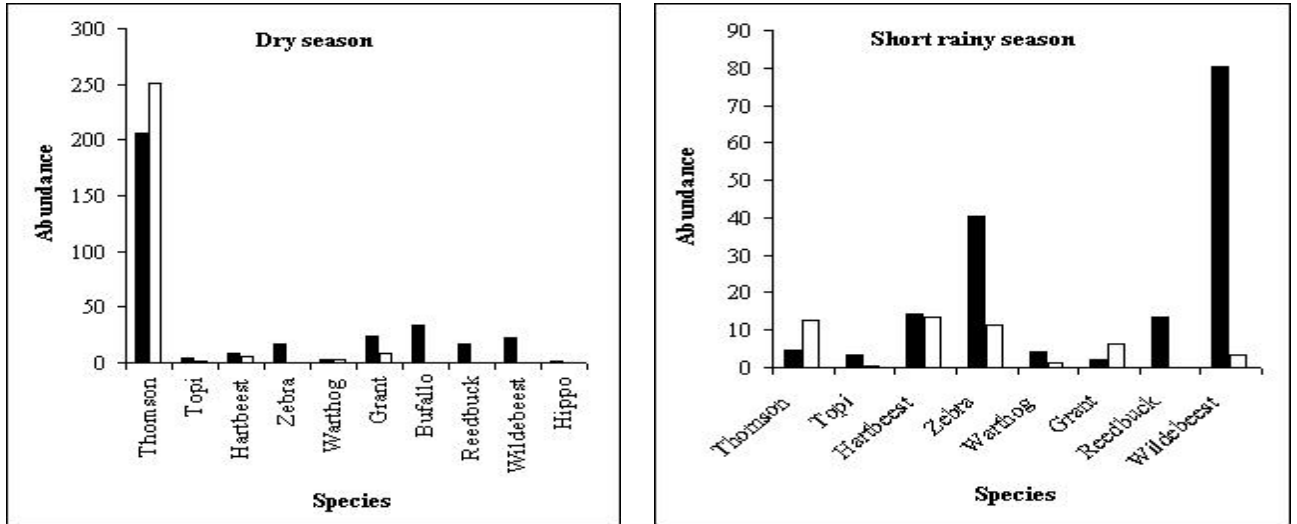 Dry season
Abundance
300
250
200
150
100
50
0
Thomson
Topi
Hartbeest
Zebra
Warthog
Grant
Bufallo
Reedbuck
Wildebeest
Hippo
Species
Short rainy season
Abundance
90
80
70
60
50
40
30
20
10
0
Thomson
Topi
Hartbeest
Zebra
Warthog
Grant
Reedbuck
Wildebeest
Species